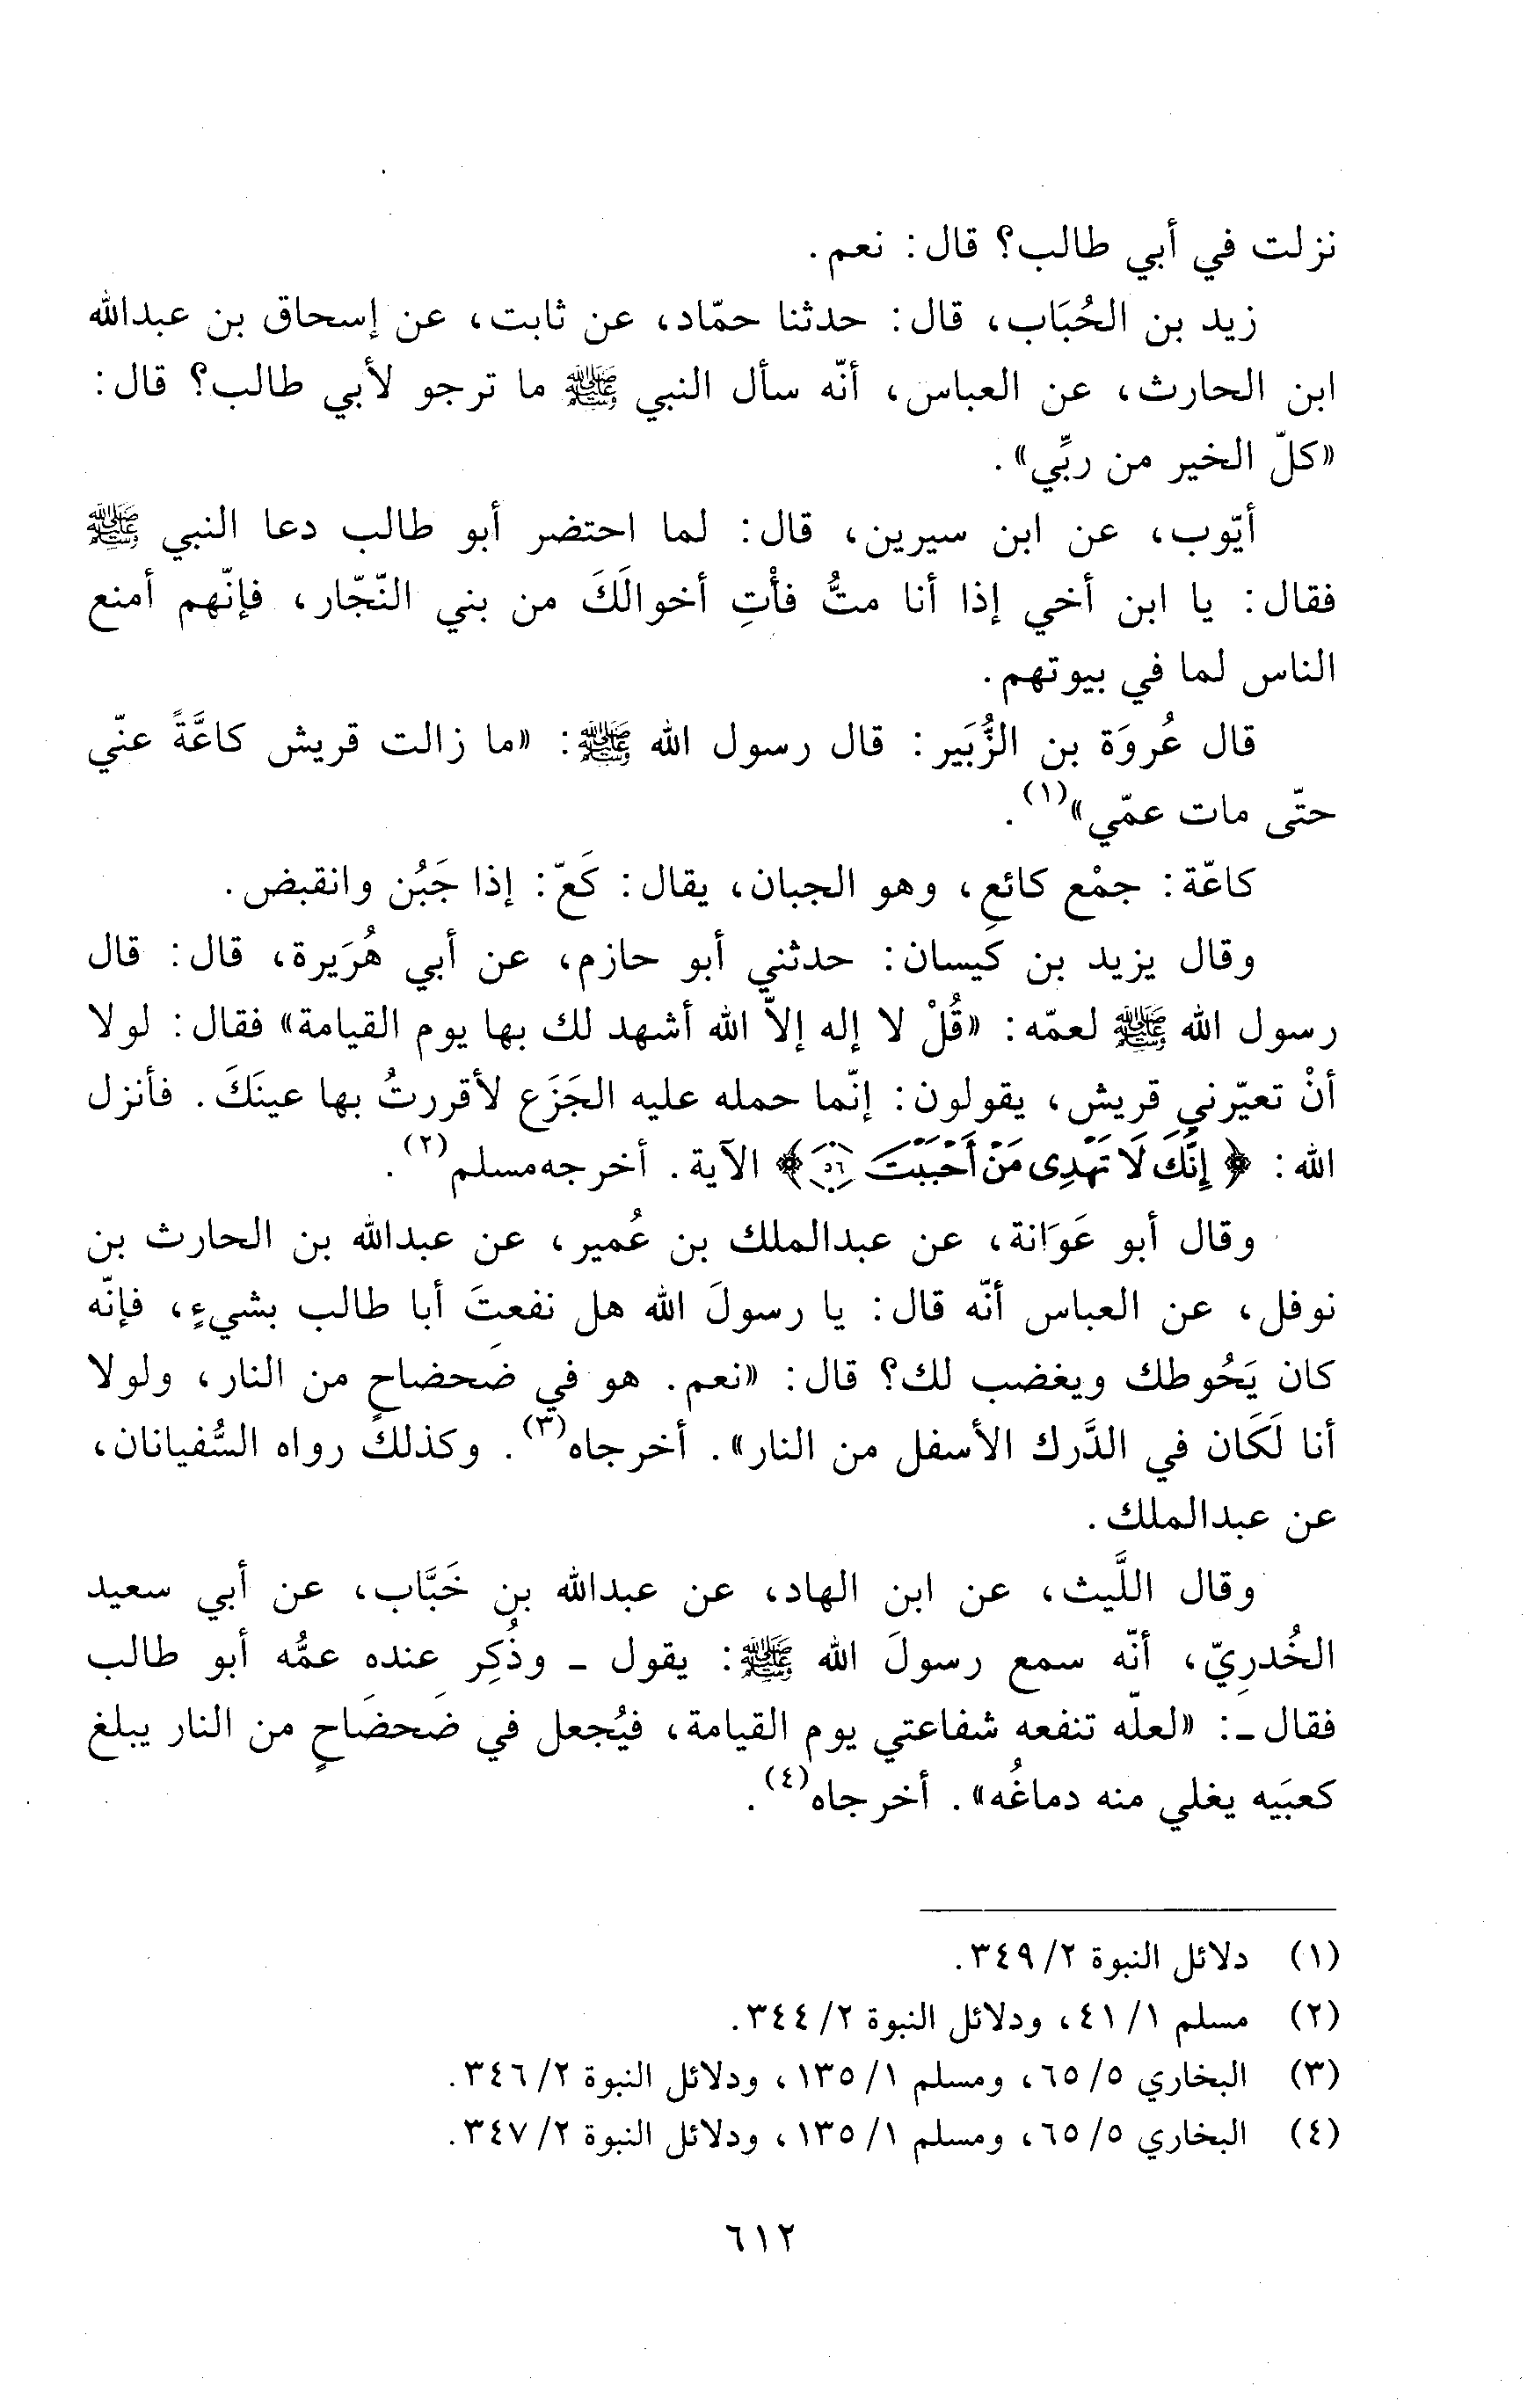 نزلت في أبي طالب؟ قال: نعم.
زيد بن الحُبَاب، قال: حدثنا حمّاد، عن ثابت، عن إسحاق بن عبدالله
ابن الحارث، عن العباس، أنّه سأل النبي ﷺ ما ترجو لأبي طالب؟ قال:
«كلّ الخير من ربِّي».
أيّوب، عن ابن سيرين، قال: لما احتضر أبو طالب دعا النبي ﷺ
فقال: يا ابن أخي إذا أنا متُّ فأْتِ أخوالَكَ من بني النّجّار، فإنّهم أمنع
الناس لما في بيوتهم.
قال عُروَة بن الزُّبَير: قال رسول الله ﷺ: «ما زالت قريش كاعَّةً عنّي
حتّى مات عمّي»(١).
كاعّة: جمْع كائعٍ، وهو الجبان، يقال: كَعّ: إذا جَبُن وانقبض.
وقال يزيد بن كَيسان: حدثني أبو حازم، عن أبي هُرَيرة، قال: قال
رسول الله ﷺ لعمّه: «قُلْ لا إله إلاّ الله أشهد لك بها يوم القيامة» فقال: لولا
أنْ تعيّرني قريش، يقولون: إنّما حمله عليه الجَزَع لأقررتُ بها عينَكَ. فأنزل
الله: ﴿إِنَّكَ لَا تَهْدِى مَنْ أَحْبَبْتَ ٥٦﴾ الآية. أخرجه مسلم(٢).
وقال أبو عَوَانة، عن عبدالملك بن عُمير، عن عبدالله بن الحارث بن
نوفل، عن العباس أنّه قال: يا رسولَ الله هل نفعتَ أبا طالب بشيءٍ، فإنّه
كان يَحُوطك ويغضب لك؟ قال: «نعم. هو في ضَحضاحٍ من النار، ولولا
أنا لَكَان في الدَّرك الأسفل من النار». أخرجاه(٣). وكذلك رواه السُّفيانان،
عن عبدالملك.
وقال اللَّيث، عن ابن الهاد، عن عبدالله بن خَبَّاب، عن أبي سعيد
الخُدرِيّ، أنّه سمع رسولَ الله ﷺ: يقول ـ وذُكِر عنده عمُّه أبو طالب
فقال ـ: «لعلّه تنفعه شفاعتي يوم القيامة، فيُجعل في ضَحضَاحٍ من النار يبلغ
كعبَيه يغلي منه دماغُه». أخرجاه(٤).
(١) دلائل النبوة ٢/ ٣٤٩.
(٢) مسلم ١/ ٤١، ودلائل النبوة ٢/ ٣٤٤.
(٣) البخاري ٥/ ٦٥، ومسلم ١/ ١٣٥، ودلائل النبوة ٢/ ٣٤٦.
(٤) البخاري ٥/ ٦٥، ومسلم ١/ ١٣٥، ودلائل النبوة ٢/ ٣٤٧.
٦١٢